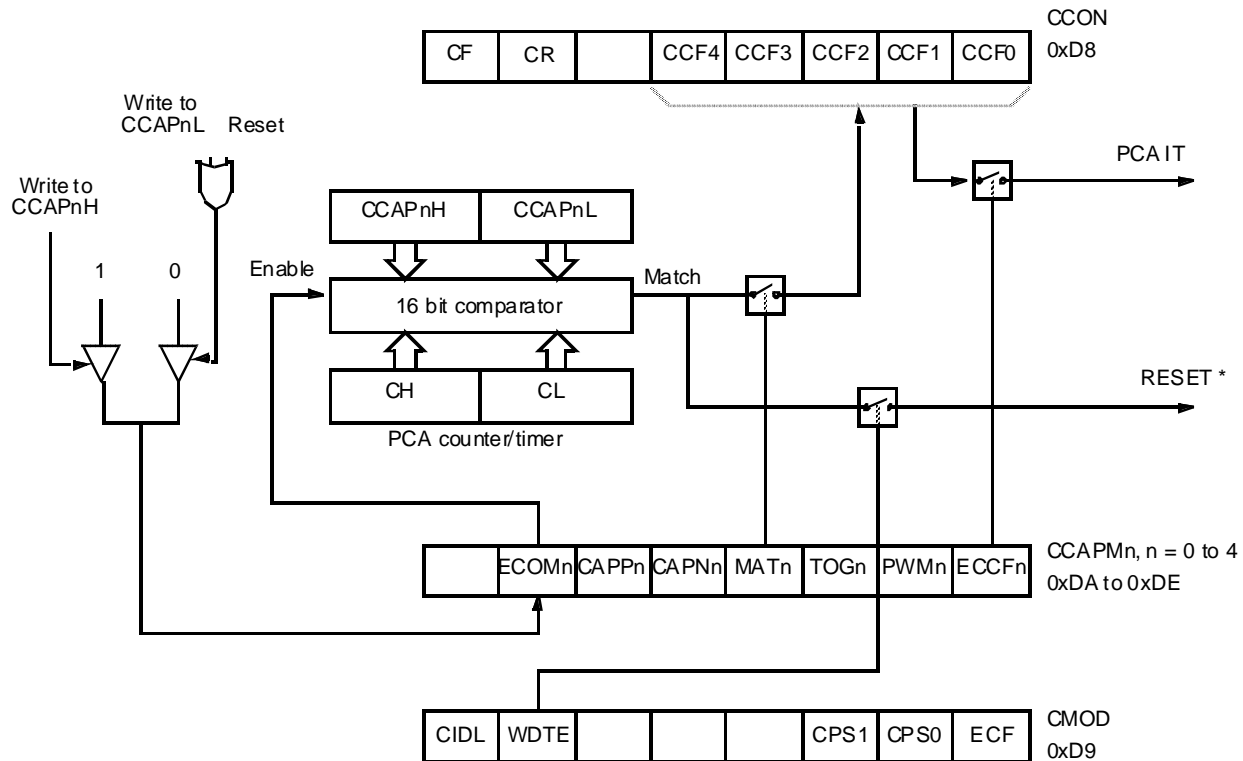 CCON
0xD8
CF CR CCF4 CCF3 CCF2 CCF1 CCF0
Write to
CCAPnL Reset
PCA IT
Write to
CCAPnH
CCAPnH CCAPnL
1 0
Enable
Match
16 bit comparator
RESET *
CH CL
PCA counter/timer
ECOMn CAPPn CAPNn MATn TOGn PWMn ECCFn
CCAPMn, n = 0 to 4
0xDA to 0xDE
CIDL WDTE CPS1 CPS0 ECF
CMOD
0xD9